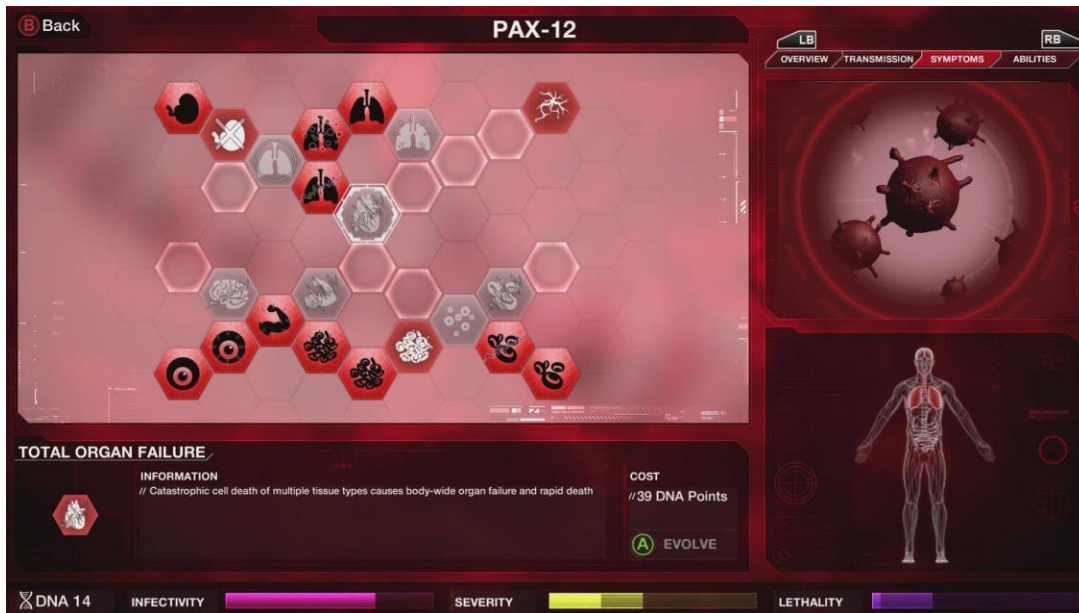 B Back
PAX-12
LB
RB
OVERVIEW
TRANSMISSION
SYMPTOMS
ABILITIES
TOTAL ORGAN FAILURE
INFORMATION
// Catastrophic cell death of multiple tissue types causes body-wide organ failure and rapid death
COST
//39 DNA Points
A EVOLVE
DNA 14
INFECTIVITY
SEVERITY
LETHALITY